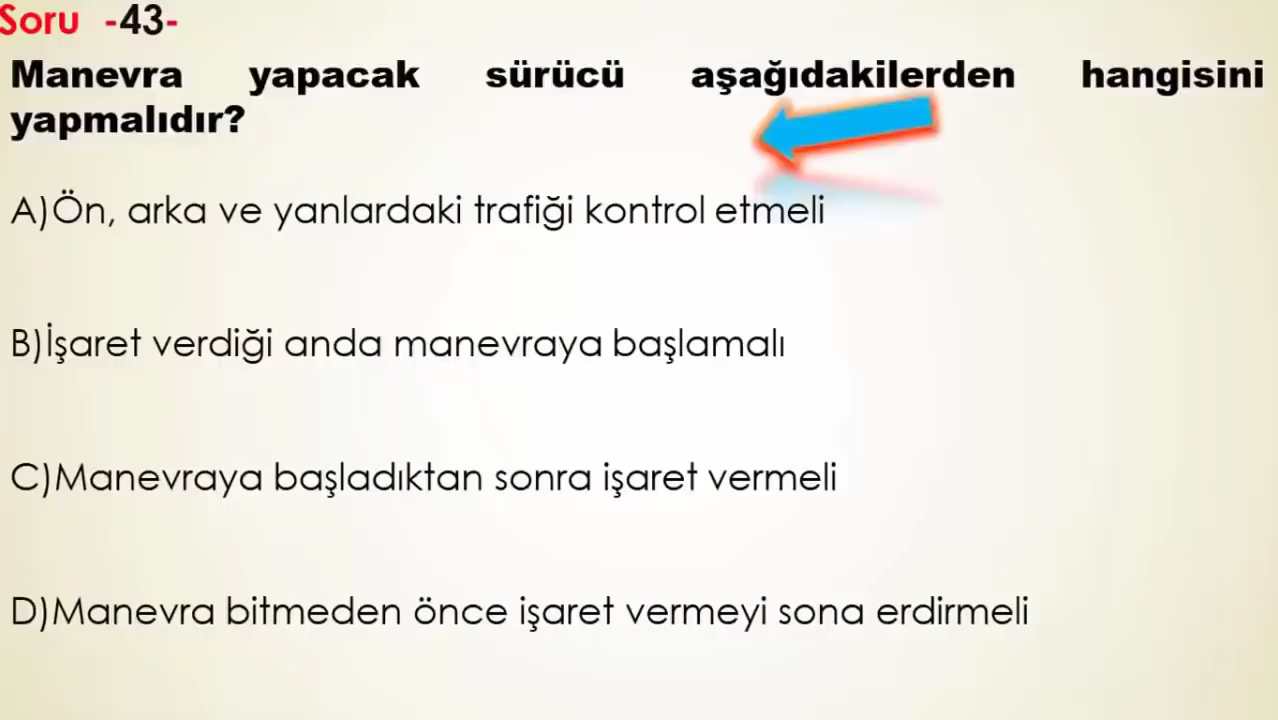 Soru -43-
Manevra yapacak sürücü aşağıdakilerden hangisini
yapmalıdır?
A)Ön, arka ve yanlardaki trafiği kontrol etmeli
B)İşaret verdiği anda manevraya başlamalı
C)Manevraya başladıktan sonra işaret vermeli
D)Manevra bitmeden önce işaret vermeyi sona erdirmeli